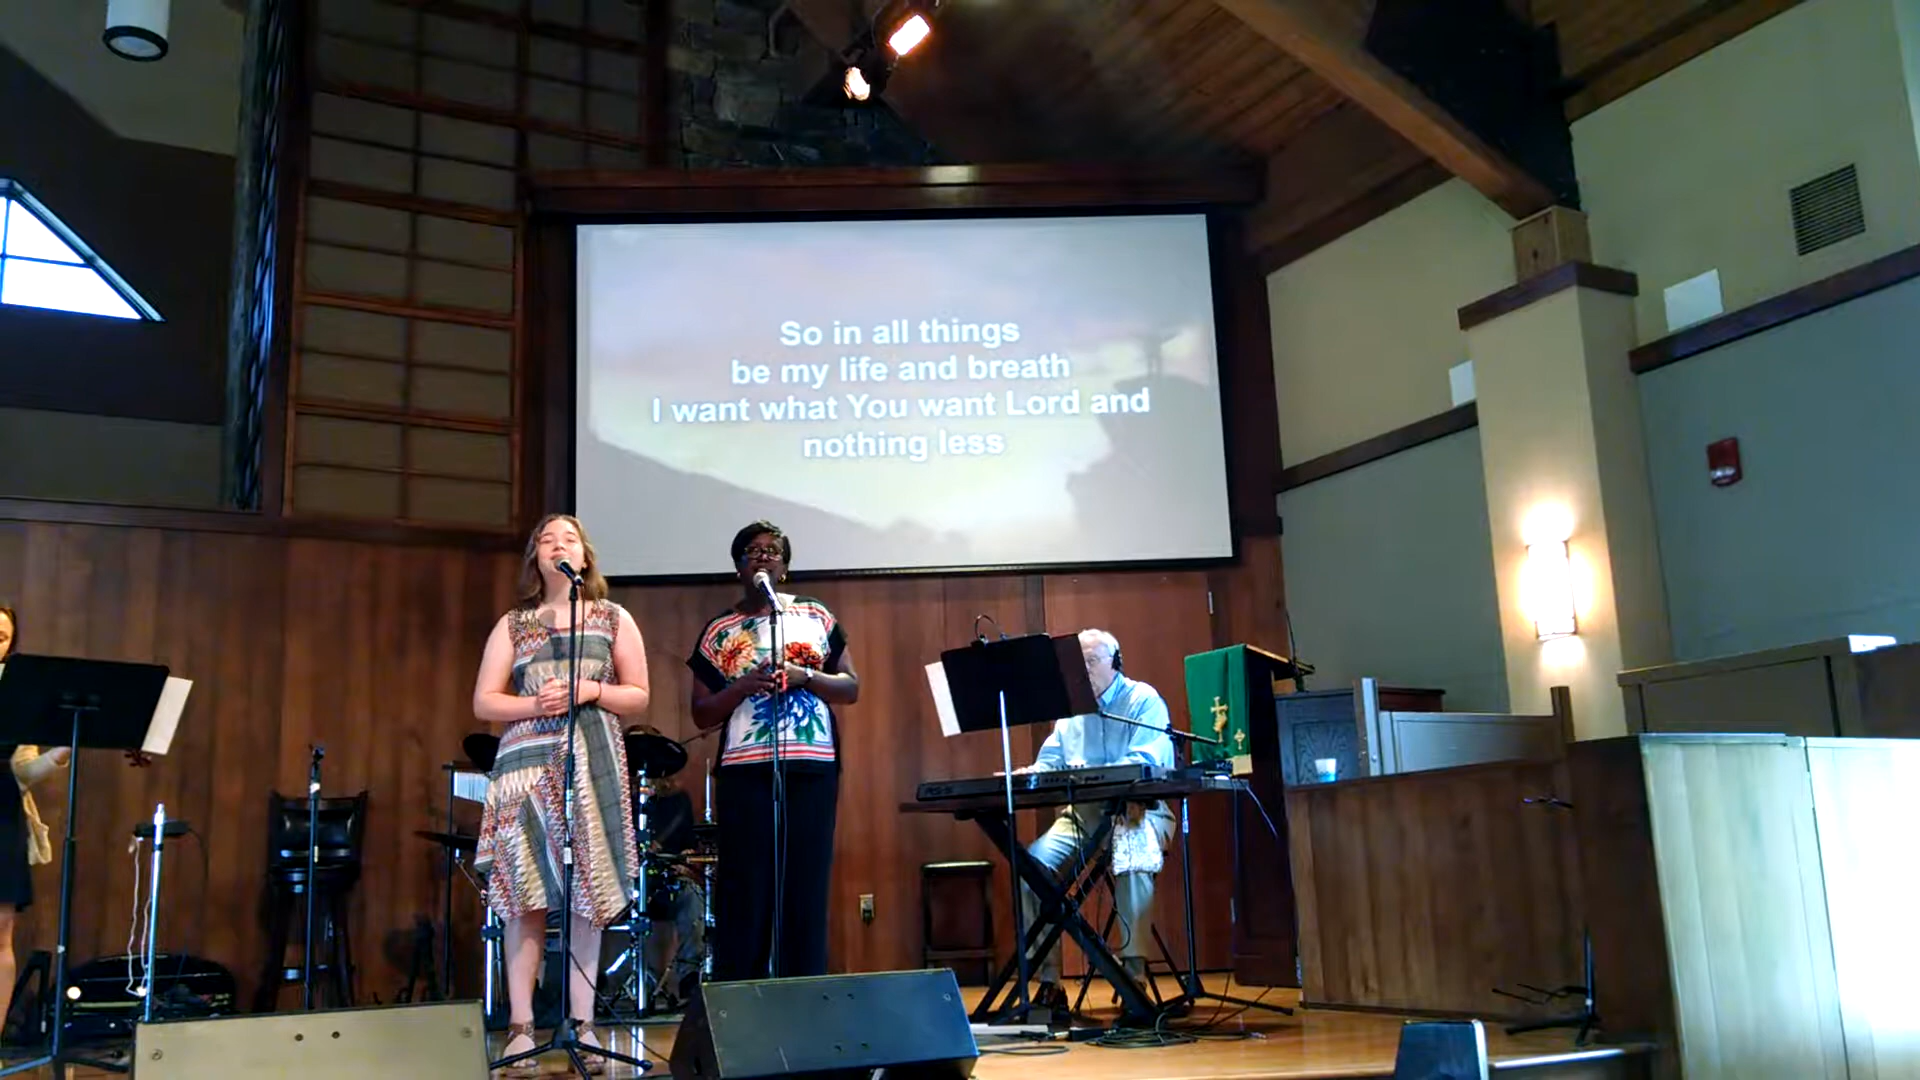 So in all things
be my life and breath
I want what You want Lord and
nothing less